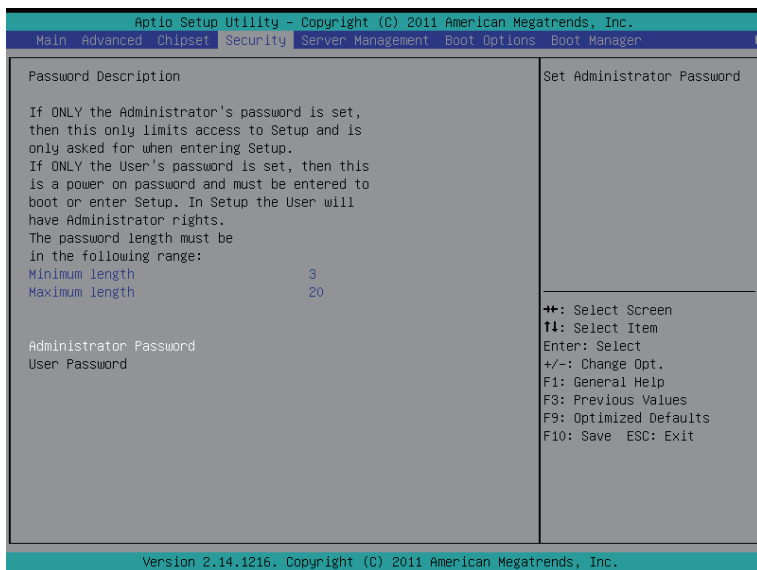 Aptio Setup Utility – Copyright (C) 2011 American Megatrends, Inc.
Main Advanced Chipset Security Server Management Boot Options Boot Manager
Password Description
If ONLY the Administrator's password is set,
then this only limits access to Setup and is
only asked for when entering Setup.
If ONLY the User's password is set, then this
is a power on password and must be entered to
boot or enter Setup. In Setup the User will
have Administrator rights.
The password length must be
in the following range:
Minimum length 3
Maximum length 20
Administrator Password
User Password
Set Administrator Password
→←: Select Screen
↑↓: Select Item
Enter: Select
+/-: Change Opt.
F1: General Help
F3: Previous Values
F9: Optimized Defaults
F10: Save ESC: Exit
Version 2.14.1216. Copyright (C) 2011 American Megatrends, Inc.